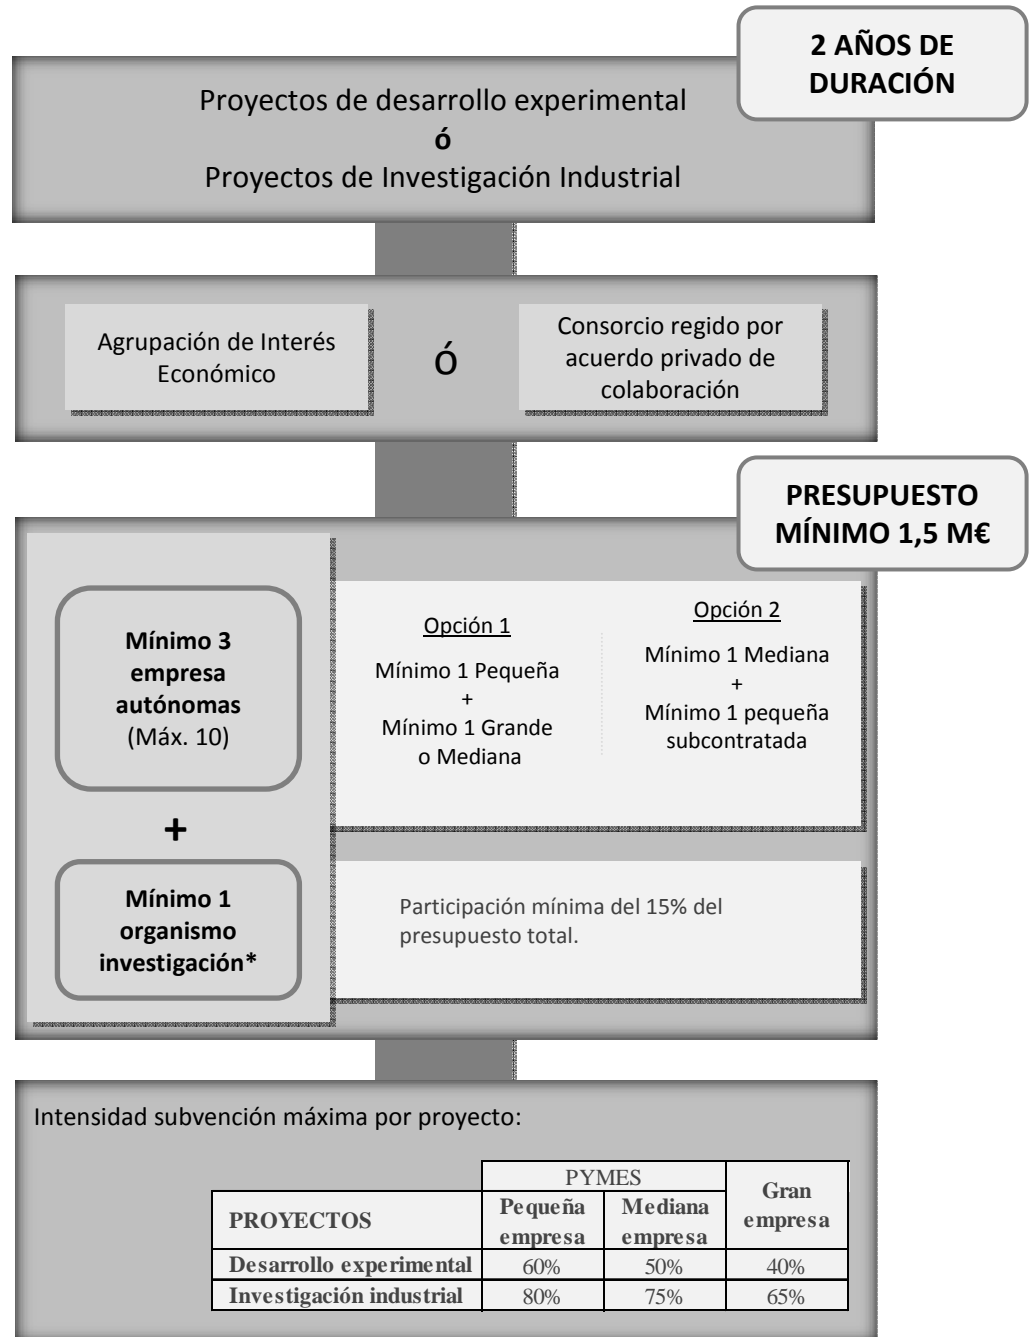 2 AÑOS DE
DURACIÓN
Proyectos de desarrollo experimental
ó
Proyectos de Investigación Industrial
Agrupación de Interés
Económico
Ó
Consorcio regido por
acuerdo privado de
colaboración
PRESUPUESTO
MÍNIMO 1,5 M€
Mínimo 3
empresa
autónomas
(Máx. 10)
+
Mínimo 1
organismo
investigación*
Opción 1
Mínimo 1 Pequeña
+
Mínimo 1 Grande
o Mediana
Opción 2
Mínimo 1 Mediana
+
Mínimo 1 pequeña
subcontratada
Participación mínima del 15% del
presupuesto total.
Intensidad subvención máxima por proyecto:
PROYECTOS
PYMES
Pequeña
empresa
Mediana
empresa
Gran
empresa
Desarrollo experimental 60% 50% 40%
Investigación industrial 80% 75% 65%